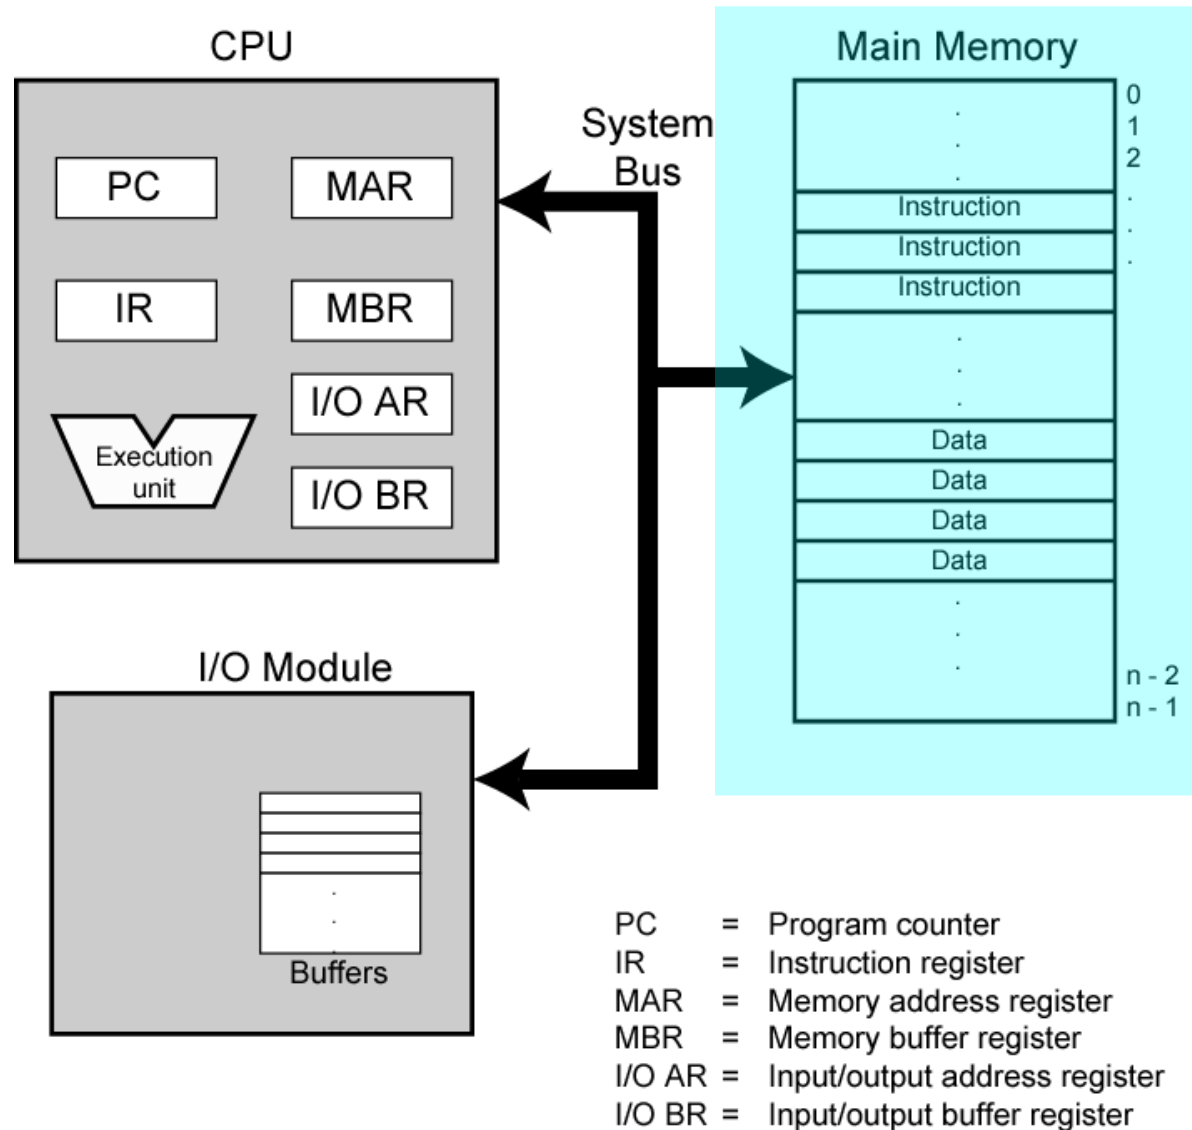 CPU
PC
MAR
IR
MBR
I/O AR
Execution
unit
I/O BR
System
Bus
Main Memory
0
1
2
.
.
.
.
.
.
Instruction
Instruction
Instruction
.
.
.
Data
Data
Data
Data
.
.
.
n - 2
n - 1
I/O Module
.
.
.
Buffers
PC = Program counter
IR = Instruction register
MAR = Memory address register
MBR = Memory buffer register
I/O AR = Input/output address register
I/O BR = Input/output buffer register